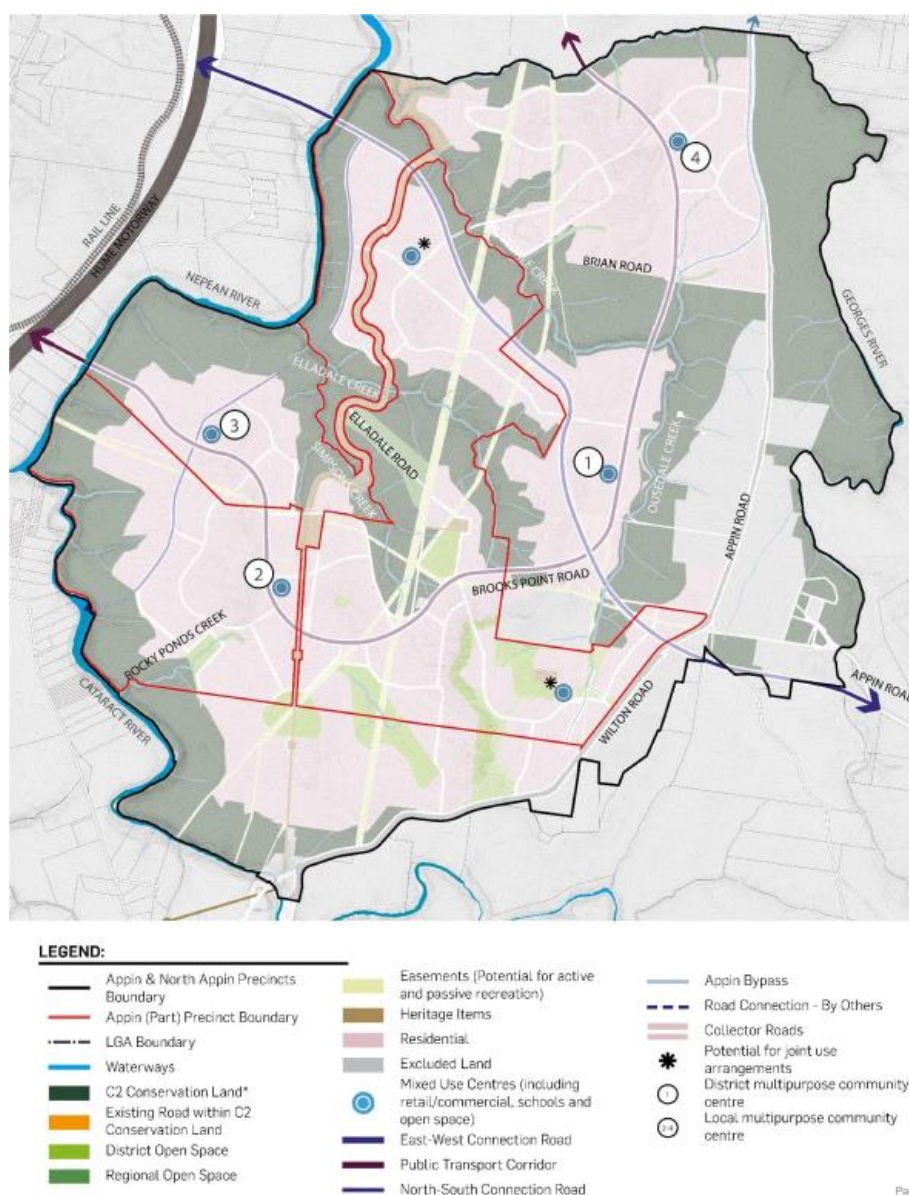 4
BRIAN ROAD
RAIL LINE
HUME MOTORWAY
NEPEAN RIVER
GEORGES RIVER
ELLADALE CREEK
3
ELLADALE ROAD
1
SIMPSON CREEK
OUSEDALE CREEK
APPIN ROAD
2
BROOKS POINT ROAD
ROCKY PONDS CREEK
CATARACT RIVER
WILTON ROAD
APPIN ROAD
LEGEND:
Appin & North Appin Precincts
Boundary
Appin (Part) Precinct Boundary
LGA Boundary
Waterways
C2 Conservation Land*
Existing Road within C2
Conservation Land
District Open Space
Regional Open Space
Easements (Potential for active
and passive recreation)
Heritage Items
Residential
Excluded Land
Mixed Use Centres (including
retail/commercial, schools and
open space)
East-West Connection Road
Public Transport Corridor
North-South Connection Road
Appin Bypass
Road Connection - By Others
Collector Roads
Potential for joint use
arrangements
1 District multipurpose community
centre
2-4 Local multipurpose community
centre